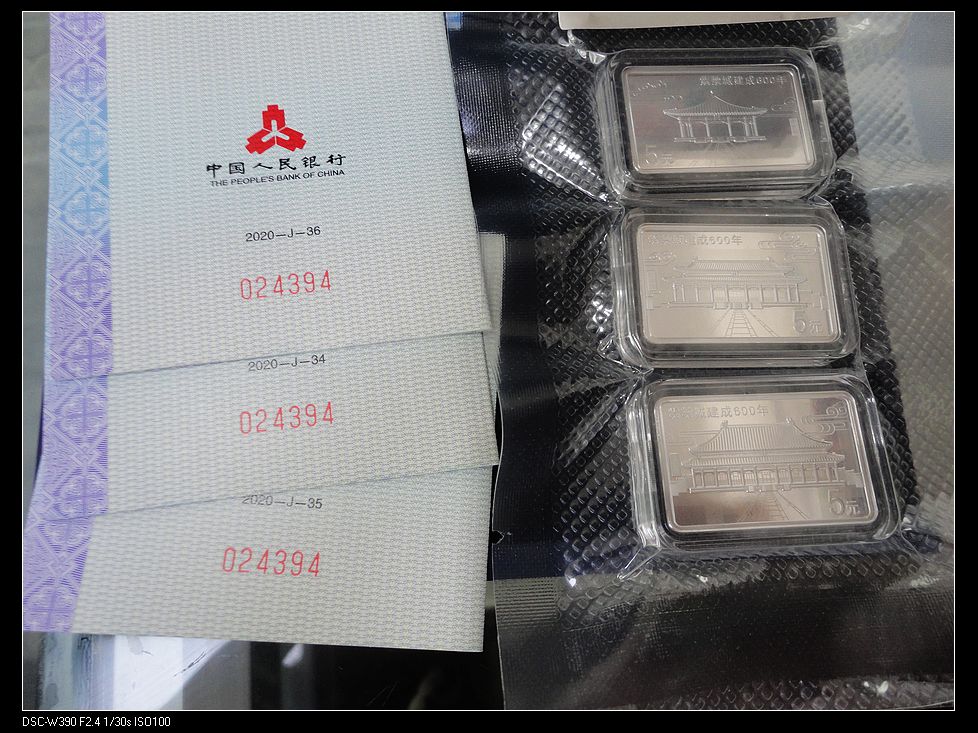 中国人民银行
THE PEOPLE'S BANK OF CHINA
2020-J-36
024394
2020-J-34
024394
2020-J-35
024394
紫禁城建成600年
5元
紫禁城建成600年
5元
紫禁城建成600年
5元
DSC-W390 F2.4 1/30s ISO100